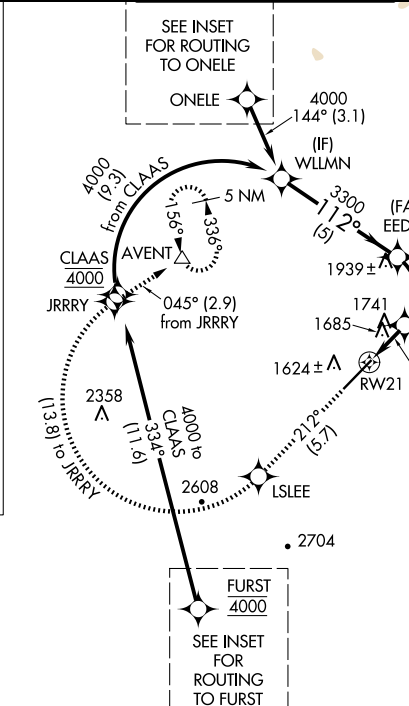 SEE INSET
FOR ROUTING
TO ONELE
ONELE
4000
144° (3.1)
(IF)
WLLMN
4000
(9.3)
from CLAAS
5 NM
156°
336°
3300
112°
(5)
(FA
EED
CLAAS
4000
AVENT
1939 ±
JRRRY
045° (2.9)
from JRRRY
1741
1685
1624 ±
RW21
2358
4000 to
CLAAS
334°
(11.6)
212°
(5.7)
(13.8) to JRRRY
LSLEE
2608
2704
FURST
4000
SEE INSET
FOR
ROUTING
TO FURST